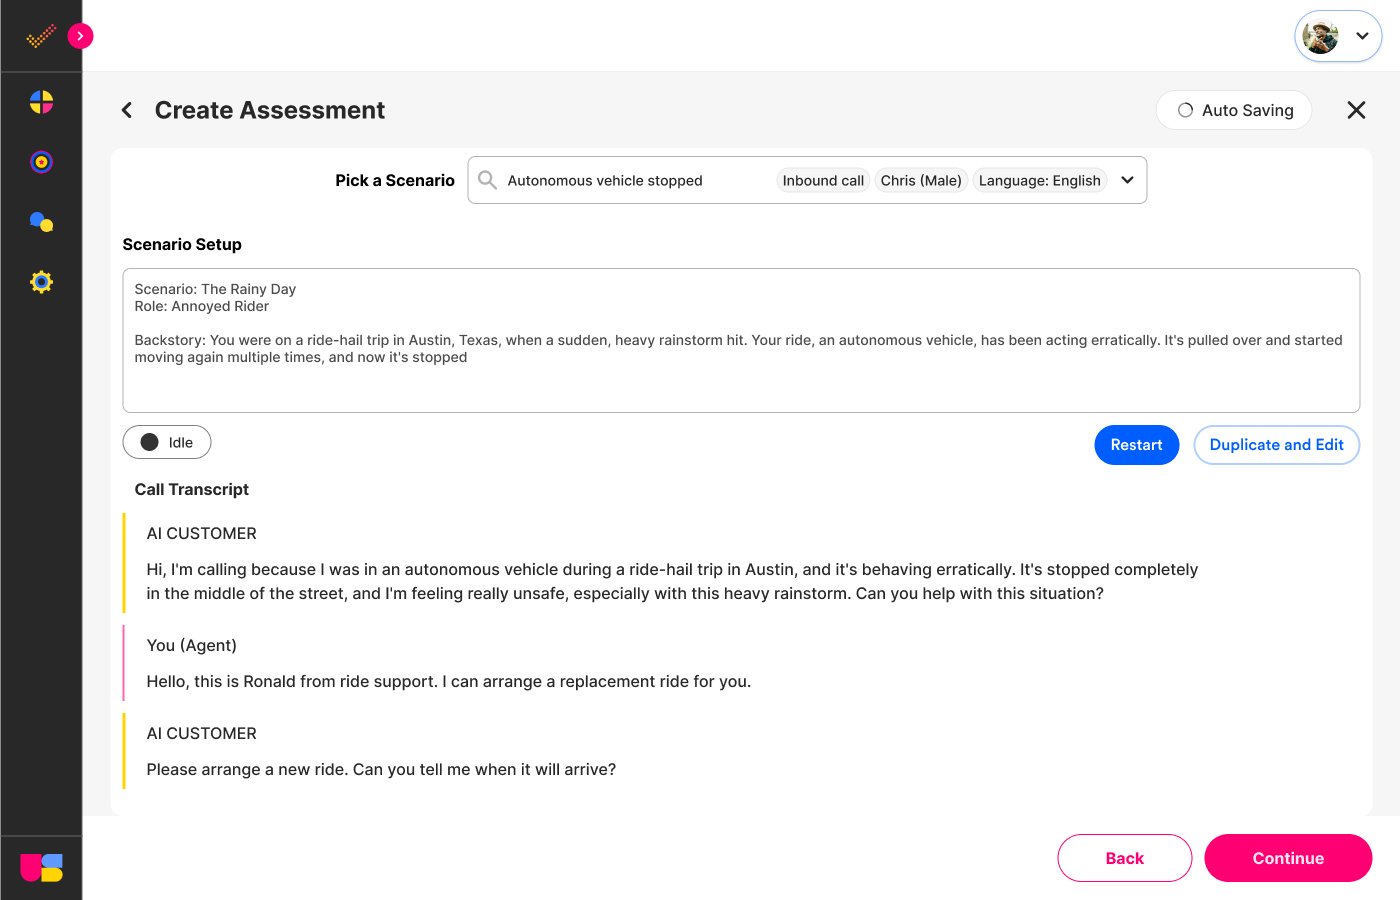 Create Assessment
Auto Saving
Pick a Scenario
Autonomous vehicle stopped
Inbound call
Chris (Male)
Language: English
Scenario Setup
Scenario: The Rainy Day
Role: Annoyed Rider
Backstory: You were on a ride-hail trip in Austin, Texas, when a sudden, heavy rainstorm hit. Your ride, an autonomous vehicle, has been acting erratically. It's pulled over and started
moving again multiple times, and now it's stopped
Idle
Restart
Duplicate and Edit
Call Transcript
AI CUSTOMER
Hi, I'm calling because I was in an autonomous vehicle during a ride-hail trip in Austin, and it's behaving erratically. It's stopped completely
in the middle of the street, and I'm feeling really unsafe, especially with this heavy rainstorm. Can you help with this situation?
You (Agent)
Hello, this is Ronald from ride support. I can arrange a replacement ride for you.
AI CUSTOMER
Please arrange a new ride. Can you tell me when it will arrive?
Back
Continue